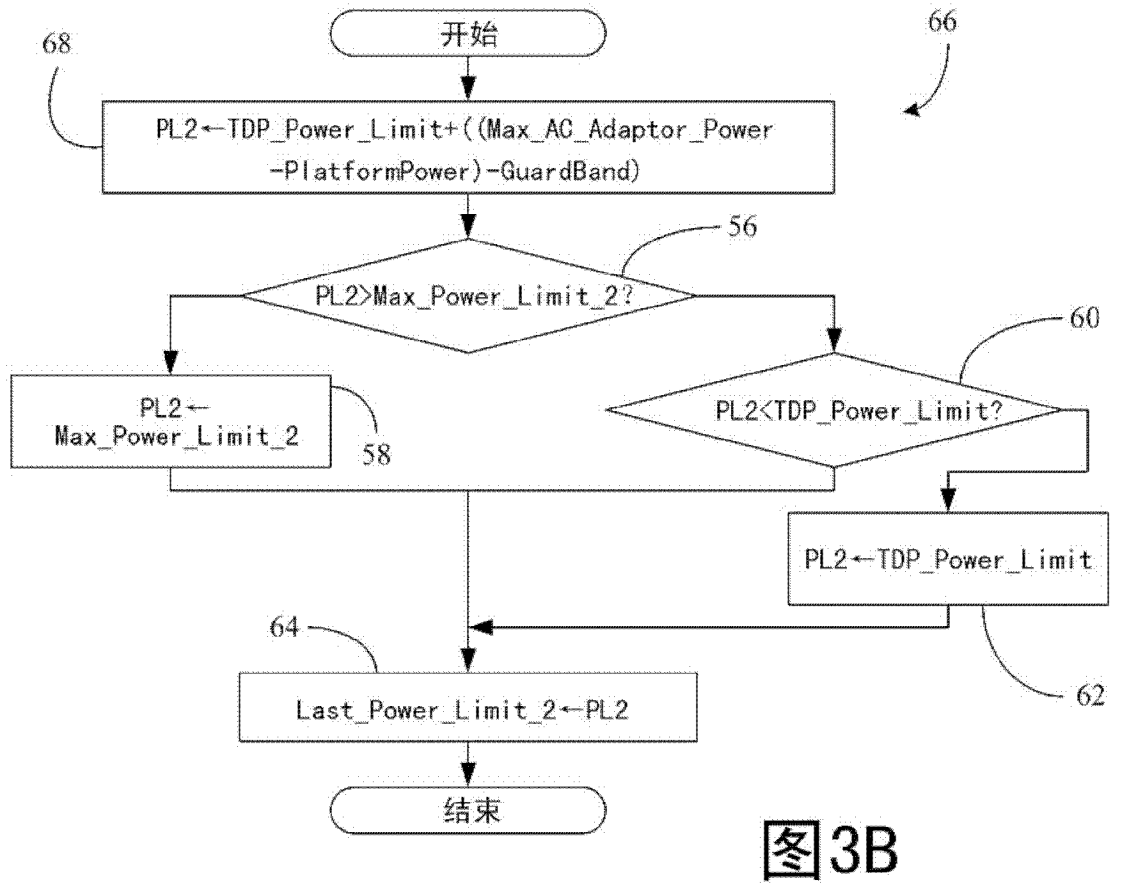 开始
68
66
PL2←TDP_Power_Limit+((Max_AC_Adaptor_Power
-PlatformPower)-GuardBand)
56
PL2>Max_Power_Limit_2?
60
PL2←
Max_Power_Limit_2
58
PL2<TDP_Power_Limit?
PL2←TDP_Power_Limit
64
62
Last_Power_Limit_2←PL2
结束
图3B